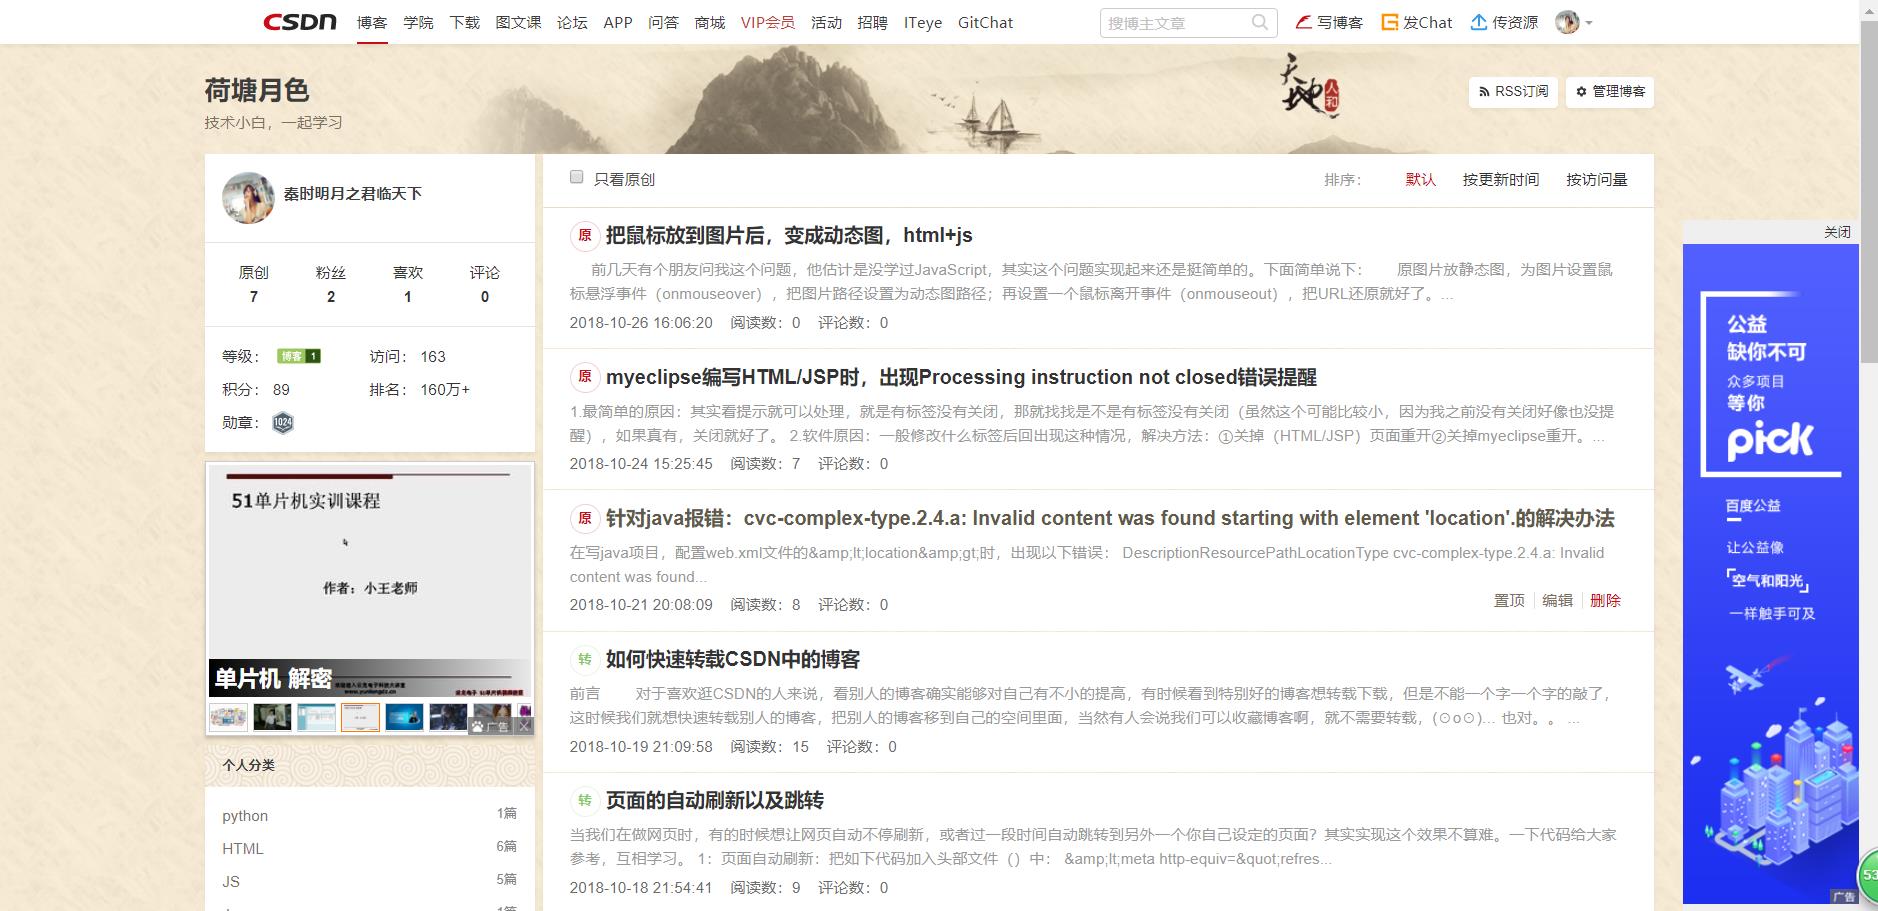 CSDN 博客 学院 下载 图文课 论坛 APP 问答 商城 VIP会员 活动 招聘 ITeye GitChat 搜博主文章 写博客 发Chat 传资源
天地人和
荷塘月色
技术小白，一起学习
RSS订阅 管理博客
秦时明月之君临天下
原创 粉丝 喜欢 评论
7 2 1 0
等级： 博客 1 访问： 163
积分： 89 排名： 160万+
勋章： 1024
51单片机实训课程
作者：小王老师
单片机 解密
广告
个人分类
python 1篇
HTML 6篇
JS 5篇
1篇
只看原创 排序： 默认 按更新时间 按访问量
原 把鼠标放到图片后，变成动态图，html+js
前几天有个朋友问我这个问题，他估计是没学过JavaScript，其实这个问题实现起来还是挺简单的。下面简单说下： 原图片放静态图，为图片设置鼠
标悬浮事件（onmouseover），把图片路径设置为动态图路径；再设置一个鼠标离开事件（onmouseout），把URL还原就好了。...
2018-10-26 16:06:20 阅读数：0 评论数：0
原 myeclipse编写HTML/JSP时，出现Processing instruction not closed错误提醒
1.最简单的原因：其实看提示就可以处理，就是有标签没有关闭，那就找找是不是有标签没有关闭（虽然这个可能比较小，因为我之前没有关闭好像也没提
醒），如果真有，关闭就好了。 2.软件原因：一般修改什么标签后回出现这种情况，解决方法：①关掉（HTML/JSP）页面重开②关掉myeclipse重开。...
2018-10-24 15:25:45 阅读数：7 评论数：0
原 针对java报错：cvc-complex-type.2.4.a: Invalid content was found starting with element 'location'.的解决办法
在写java项目，配置web.xml文件的&amp;lt;location&amp;gt;时，出现以下错误： DescriptionResourcePathLocationType cvc-complex-type.2.4.a: Invalid
content was found...
2018-10-21 20:08:09 阅读数：8 评论数：0 置顶 编辑 删除
转 如何快速转载CSDN中的博客
前言 对于喜欢逛CSDN的人来说，看别人的博客确实能够对自己有不小的提高，有时候看到特别好的博客想转载下载，但是不能一个字一个字的敲了，
这时候我们就想快速转载别人的博客，把别人的博客移到自己的空间里面，当然有人会说我们可以收藏博客啊，就不需要转载，(⊙o⊙)... 也对。。 ...
2018-10-19 21:09:58 阅读数：15 评论数：0
转 页面的自动刷新以及跳转
当我们在做网页时，有的时候想让网页自动不停刷新，或者过一段时间自动跳转到另外一个你自己设定的页面？其实实现这个效果不算难。一下代码给大家
参考，互相学习。 1：页面自动刷新：把如下代码加入头部文件（）中： &amp;lt;meta http-equiv=&quot;refres...
2018-10-18 21:54:41 阅读数：9 评论数：0
关闭
公益
缺你不可
众多项目
等你
pick
百度公益
让公益像
「空气和阳光」
一样触手可及
广告
53